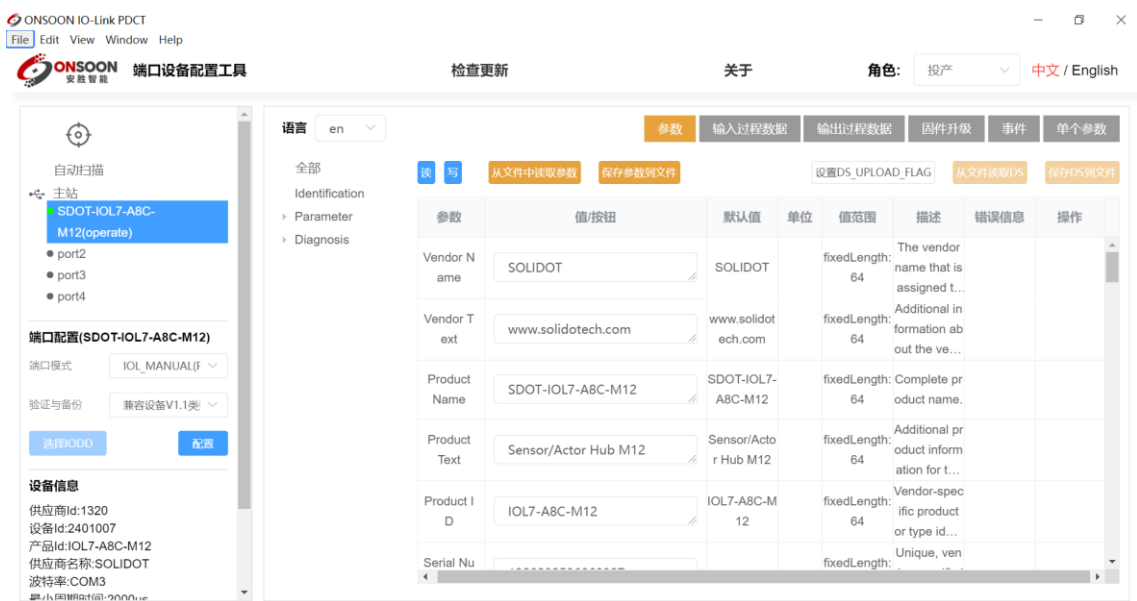 ONSOON IO-Link PDCT
File Edit View Window Help
ONSOON
安胜智能
端口设备配置工具
检查更新
关于
角色:
投产
中文 / English
自动扫描
主站
SDOT-IOL7-A8C-
M12(operate)
port2
port3
port4
端口配置(SDOT-IOL7-A8C-M12)
端口模式
IOL_MANUAL(F
验证与备份
兼容设备V1.1类
选择IODD
配置
设备信息
供应商Id:1320
设备Id:2401007
产品Id:IOL7-A8C-M12
供应商名称:SOLIDOT
波特率:COM3
最小周期时间:2000us
语言
en
参数
输入过程数据
输出过程数据
固件升级
事件
单个参数
全部
Identification
Parameter
Diagnosis
读
写
从文件中读取参数
保存参数到文件
设置DS_UPLOAD_FLAG
从文件读取DS
保存DS到文件
参数 值/按钮 默认值 单位 值范围 描述 错误信息 操作
Vendor N
ame
SOLIDOT
SOLIDOT
fixedLength:
64
The vendor
name that is
assigned t...
Vendor T
ext
www.solidotech.com
www.solidot
ech.com
fixedLength:
64
Additional in
formation ab
out the ve...
Product
Name
SDOT-IOL7-A8C-M12
SDOT-IOL7-
A8C-M12
fixedLength:
64
Complete pr
oduct name.
Product
Text
Sensor/Actor Hub M12
Sensor/Acto
r Hub M12
fixedLength:
64
Additional pr
oduct inform
ation for t...
Product I
D
IOL7-A8C-M12
IOL7-A8C-M
12
fixedLength:
64
Vendor-spec
ific product
or type id...
Serial Nu
fixedLength:
Unique, ven